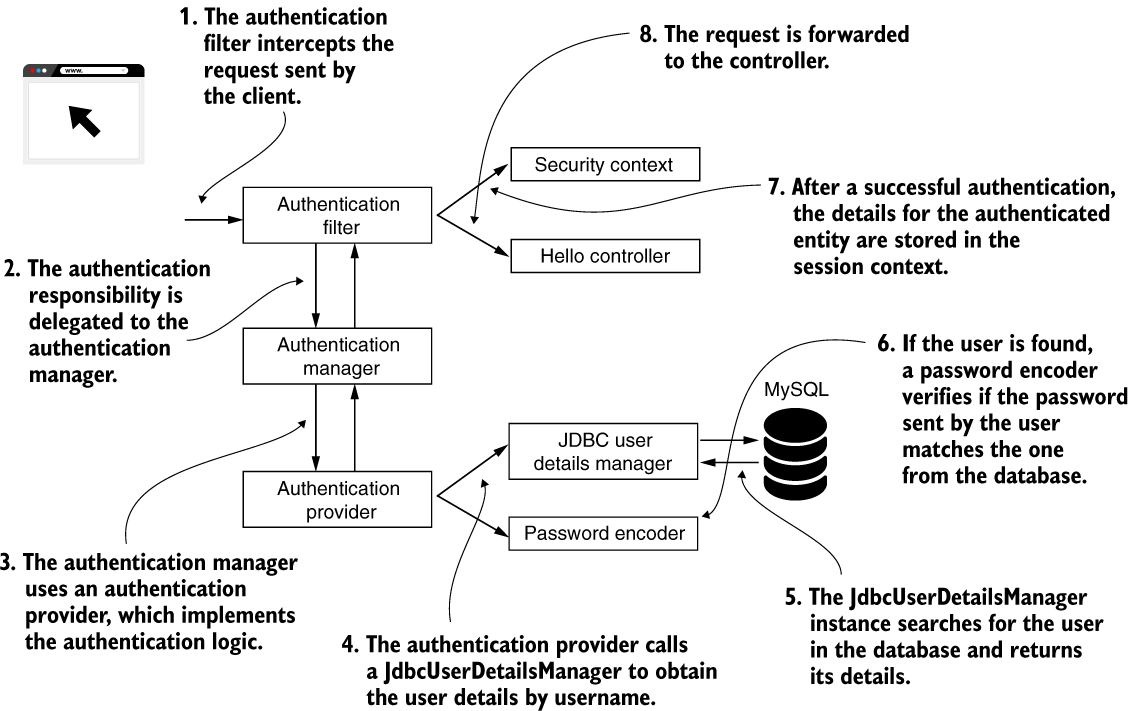 1. The authentication
filter intercepts the
request sent by
the client.
8. The request is forwarded
to the controller.
www.
Security context
7. After a successful authentication,
the details for the authenticated
entity are stored in the
session context.
Authentication
filter
Hello controller
2. The authentication
responsibility is
delegated to the
authentication
manager.
Authentication
manager
6. If the user is found,
a password encoder
verifies if the password
sent by the user
matches the one
from the database.
MySQL
JDBC user
details manager
Authentication
provider
Password encoder
3. The authentication manager
uses an authentication
provider, which implements
the authentication logic.
4. The authentication provider calls
a JdbcUserDetailsManager to obtain
the user details by username.
5. The JdbcUserDetailsManager
instance searches for the user
in the database and returns
its details.